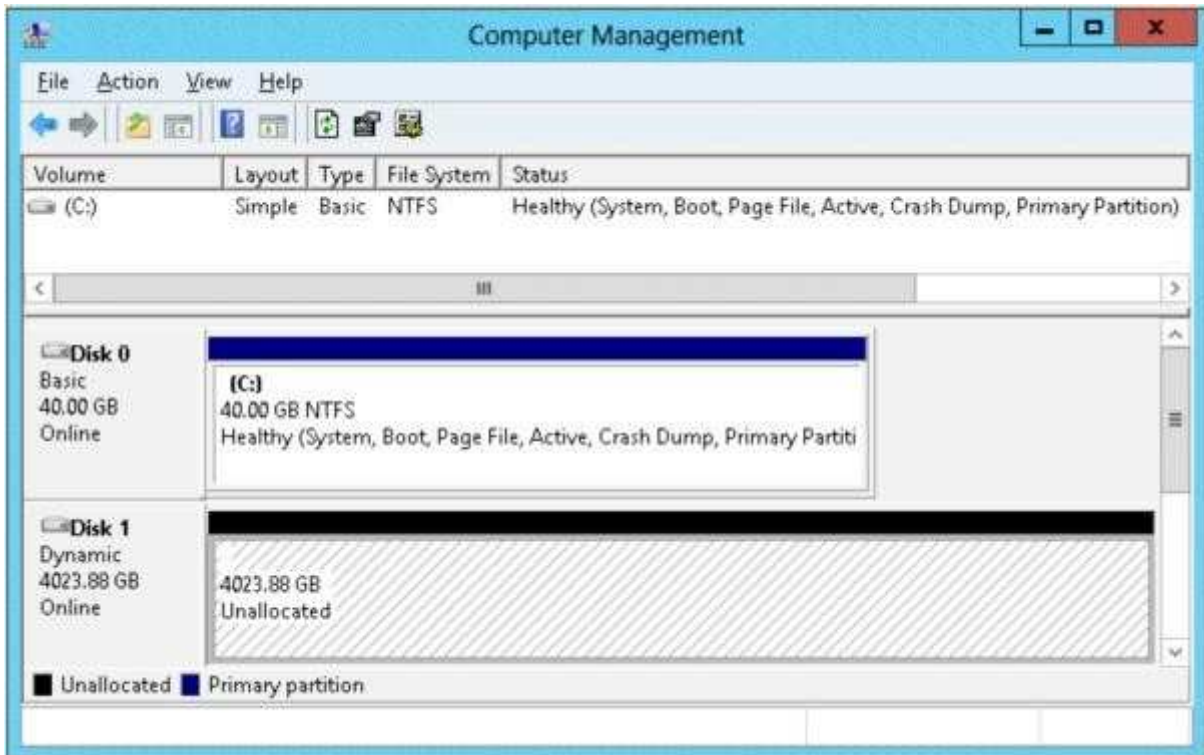 Computer Management
File Action View Help
Volume Layout Type File System Status
(C:) Simple Basic NTFS Healthy (System, Boot, Page File, Active, Crash Dump, Primary Partition)
Disk 0
Basic
40.00 GB
Online
(C:)
40.00 GB NTFS
Healthy (System, Boot, Page File, Active, Crash Dump, Primary Partiti
Disk 1
Dynamic
4023.88 GB
Online
4023.88 GB
Unallocated
Unallocated Primary partition